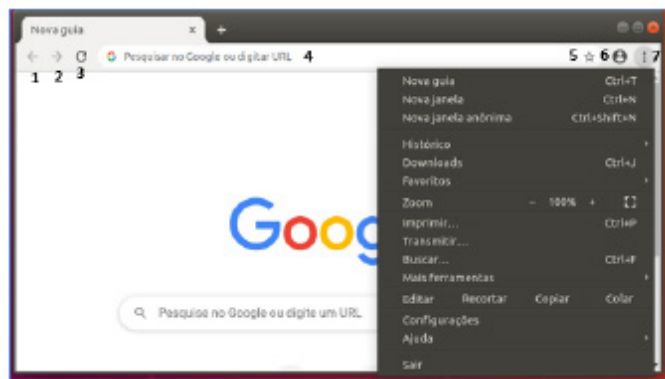 Nova guia
Pesquisar no Google ou digitar URL 4 5 6 7
1 2 3
Nova guia Ctrl+T
Nova janela Ctrl+N
Nova janela anônima Ctrl+Shift+N
Histórico
Downloads Ctrl+J
Favoritos
Zoom - 100% +
Imprimir... Ctrl+P
Transmitir...
Buscar... Ctrl+F
Mais ferramentas
Editar Recortar Copiar Colar
Configurações
Ajuda
Sair
Goog
Pesquise no Google ou digite um URL